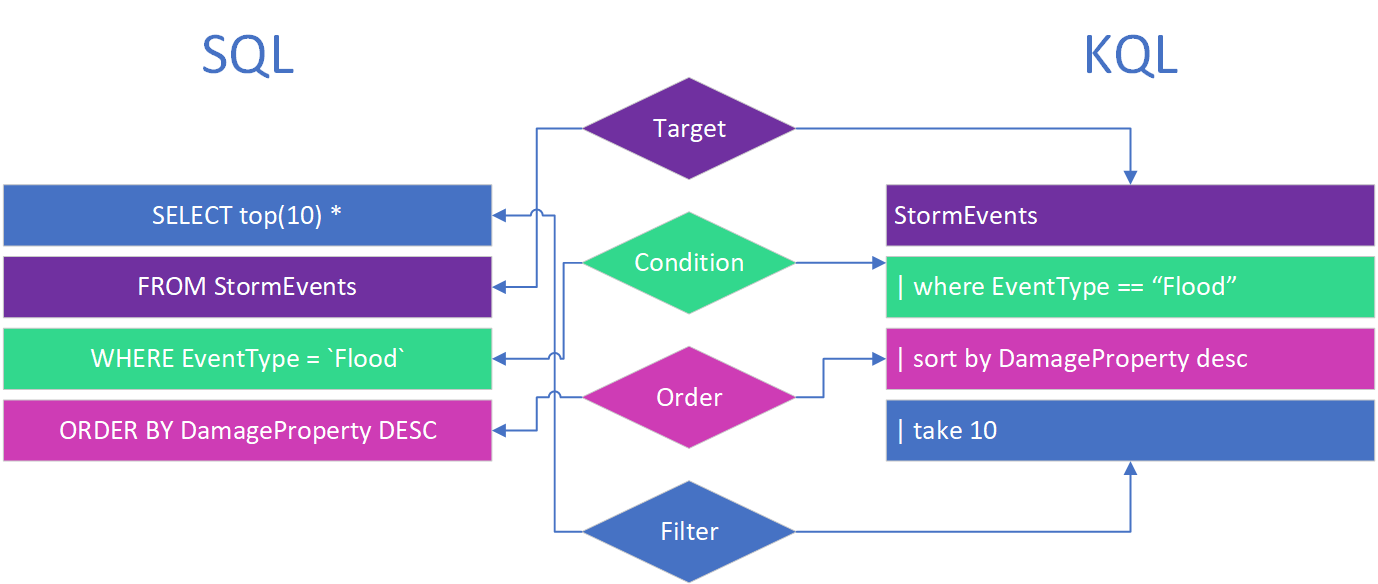 SQL
KQL
Target
SELECT top(10) *
StormEvents
Condition
FROM StormEvents
| where EventType == “Flood”
WHERE EventType = `Flood`
| sort by DamageProperty desc
Order
ORDER BY DamageProperty DESC
| take 10
Filter